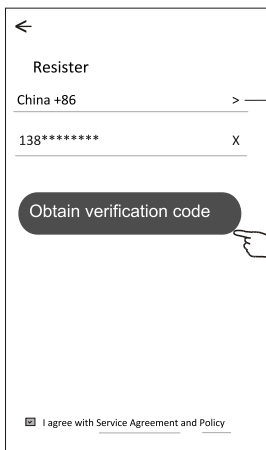 Resister
China +86 >
138******** X
Obtain verification code
I agree with Service Agreement and Policy